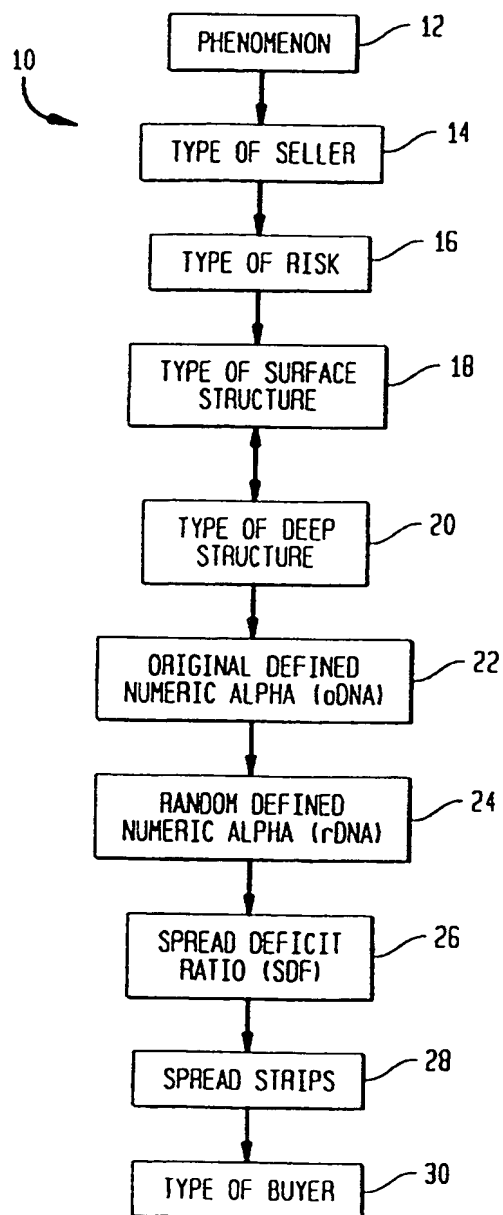 PHENOMENON
12
10
TYPE OF SELLER
14
TYPE OF RISK
16
TYPE OF SURFACE
STRUCTURE
18
TYPE OF DEEP
STRUCTURE
20
ORIGINAL DEFINED
NUMERIC ALPHA (oDNA)
22
RANDOM DEFINED
NUMERIC ALPHA (rDNA)
24
SPREAD DEFICIT
RATIO (SDF)
26
SPREAD STRIPS
28
TYPE OF BUYER
30